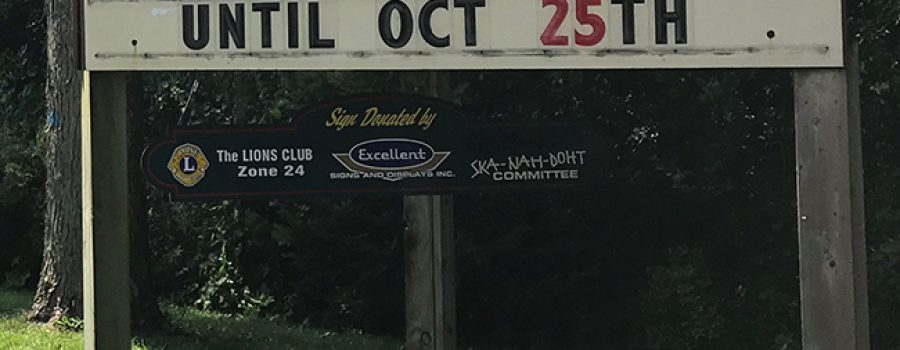 UNTIL OCT 25TH
Sign Donated by
L
The LIONS CLUB
Zone 24
Excellent
SIGNS AND DISPLAYS INC.
SKA-NAH-DOHT
COMMITTEE